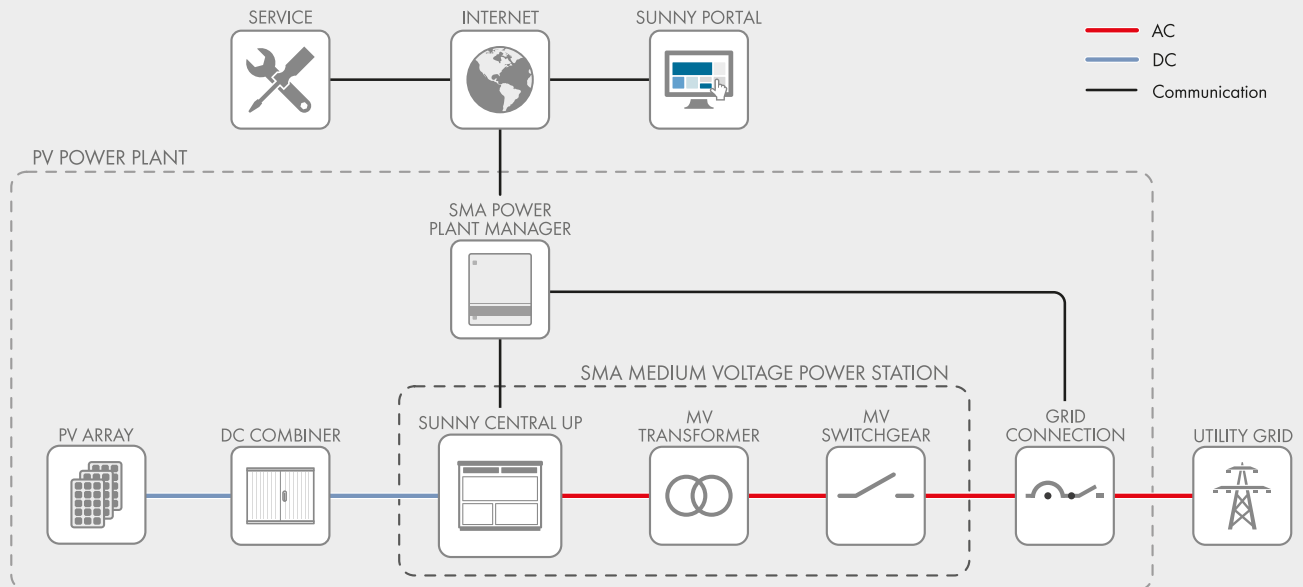 SERVICE
INTERNET
SUNNY PORTAL
AC
DC
Communication
PV POWER PLANT
SMA POWER
PLANT MANAGER
SMA MEDIUM VOLTAGE POWER STATION
PV ARRAY
DC COMBINER
SUNNY CENTRAL UP
MV
TRANSFORMER
MV
SWITCHGEAR
GRID
CONNECTION
UTILITY GRID